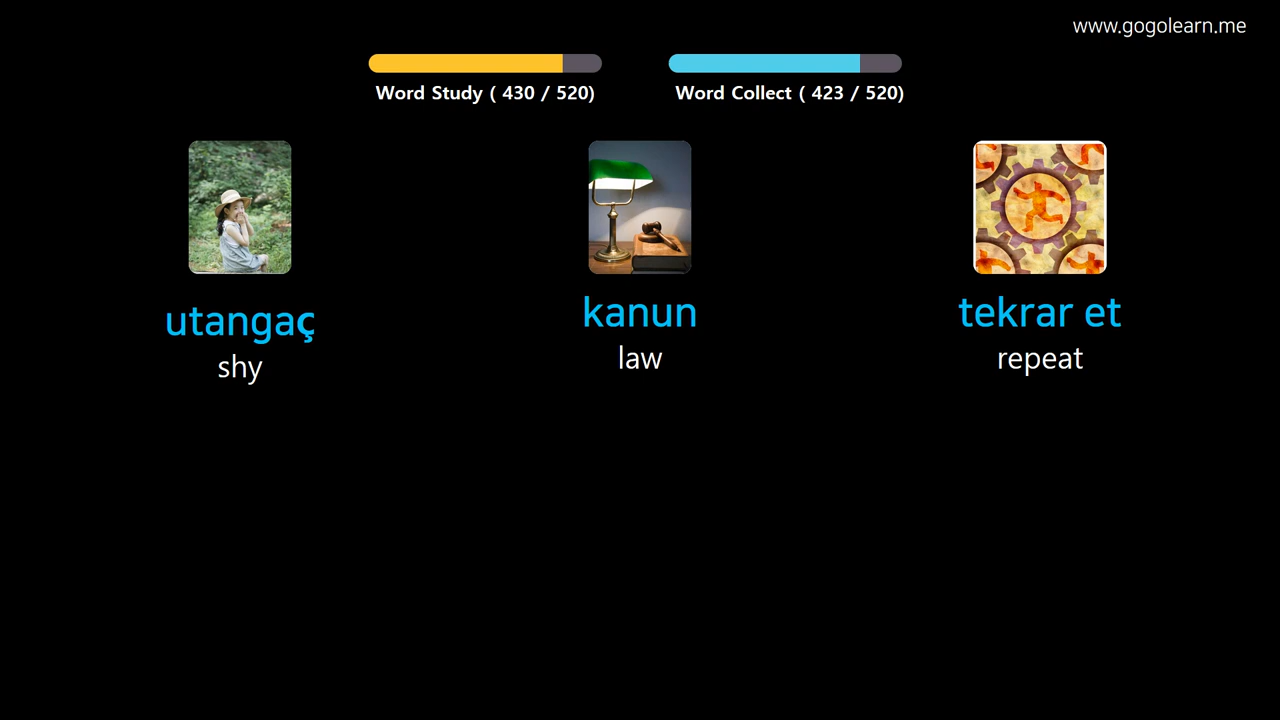 www.gogolearn.me
Word Study ( 430 / 520)
Word Collect ( 423 / 520)
utangaç
shy
kanun
law
tekrar et
repeat